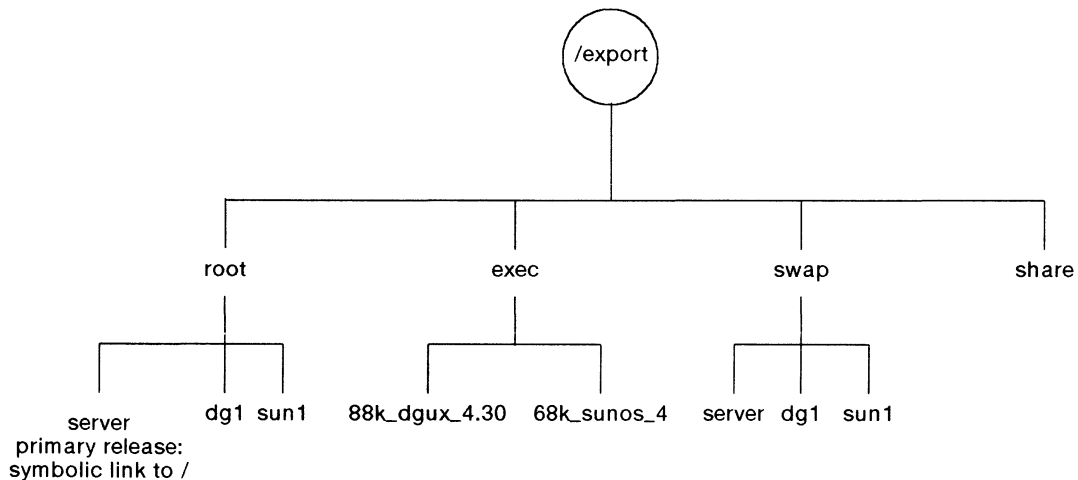 /export
root
exec
swap
share
server
primary release:
symbolic link to /
dg1
sun1
88k_dgux_4.30
68k_sunos_4
server
dg1
sun1